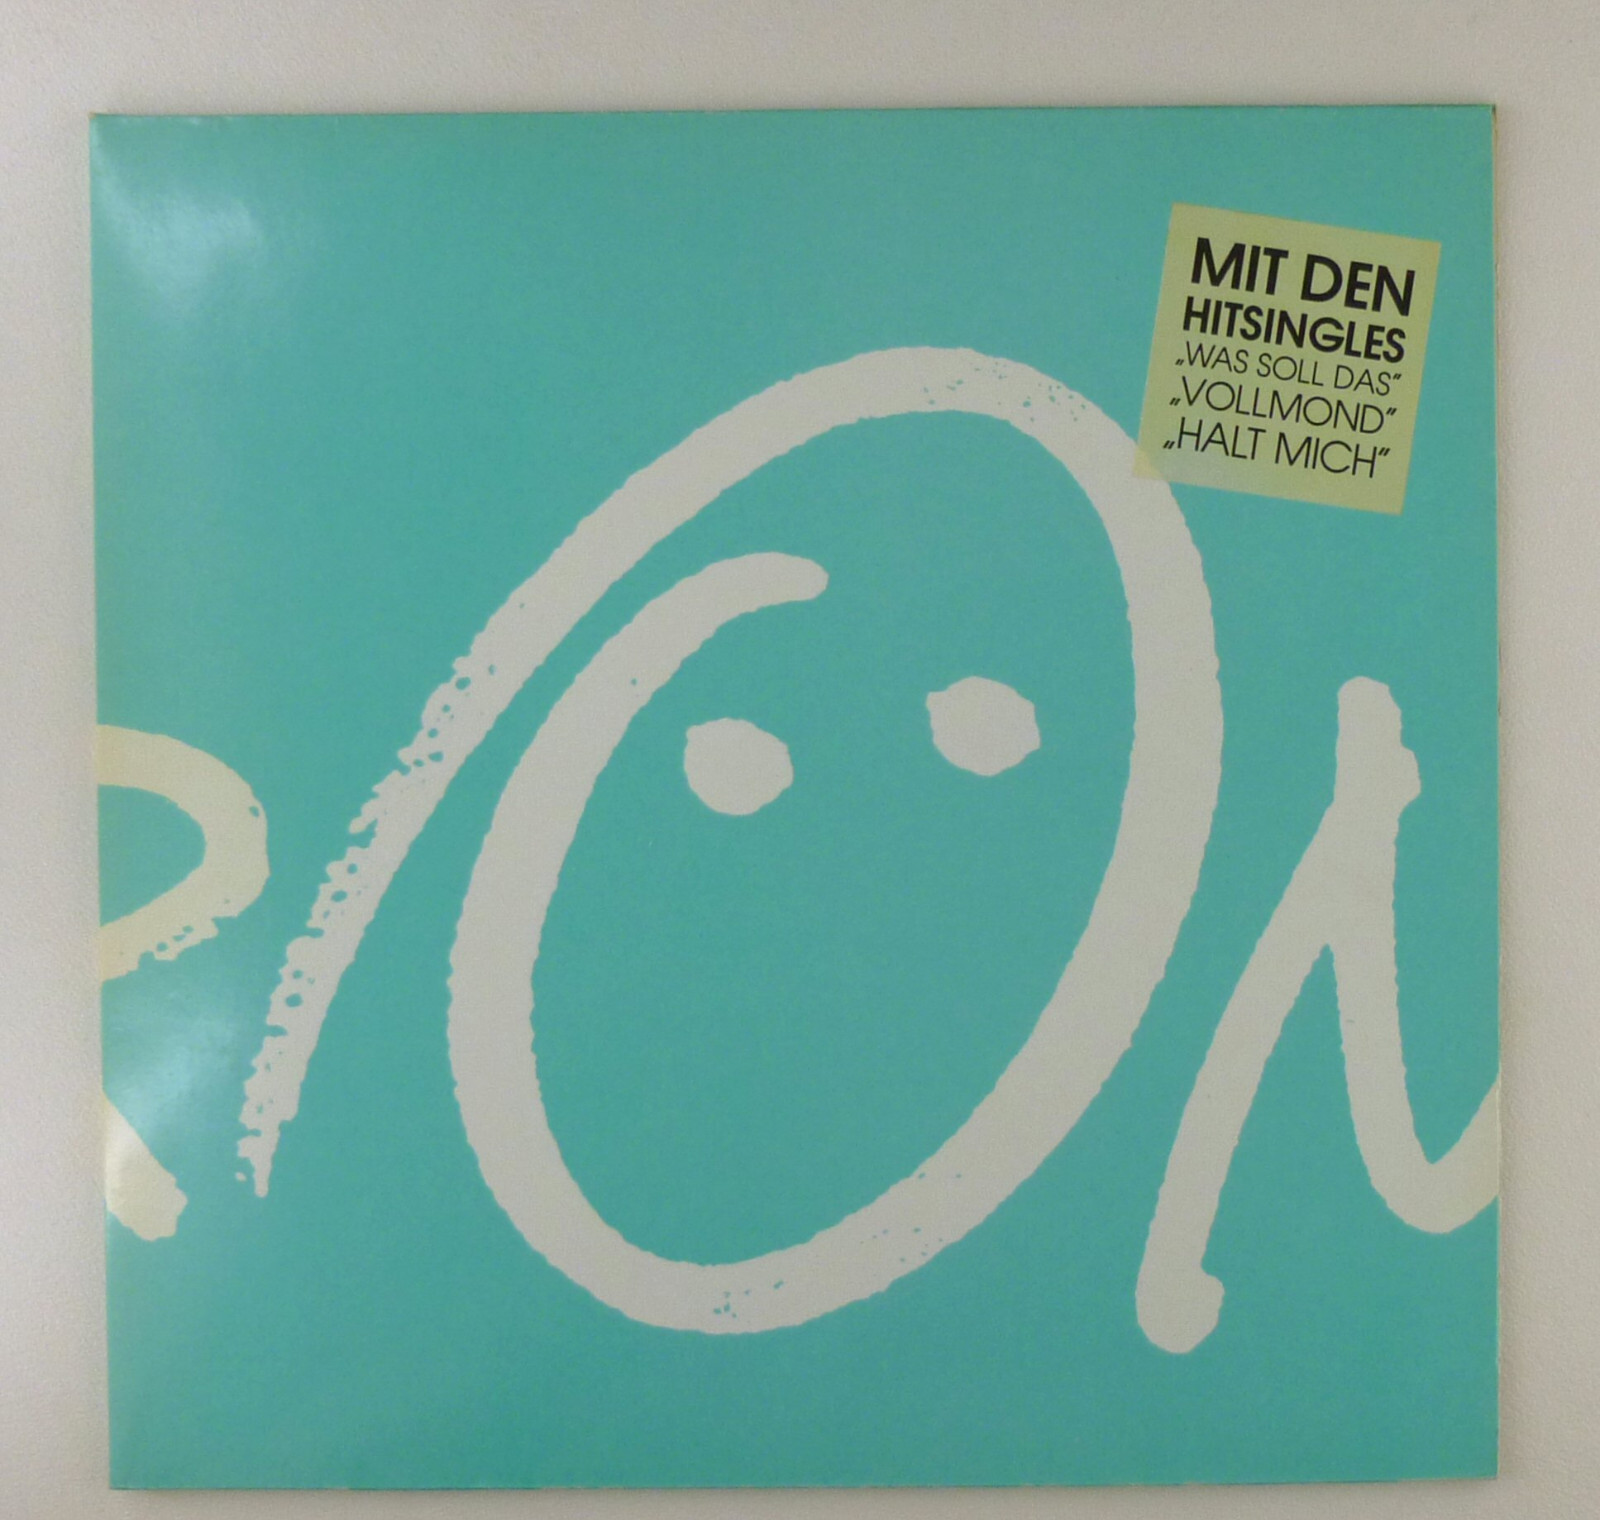 MIT DEN
HITSINGLES
„WAS SOLL DAS"
„VOLLMOND"
„HALT MICH"